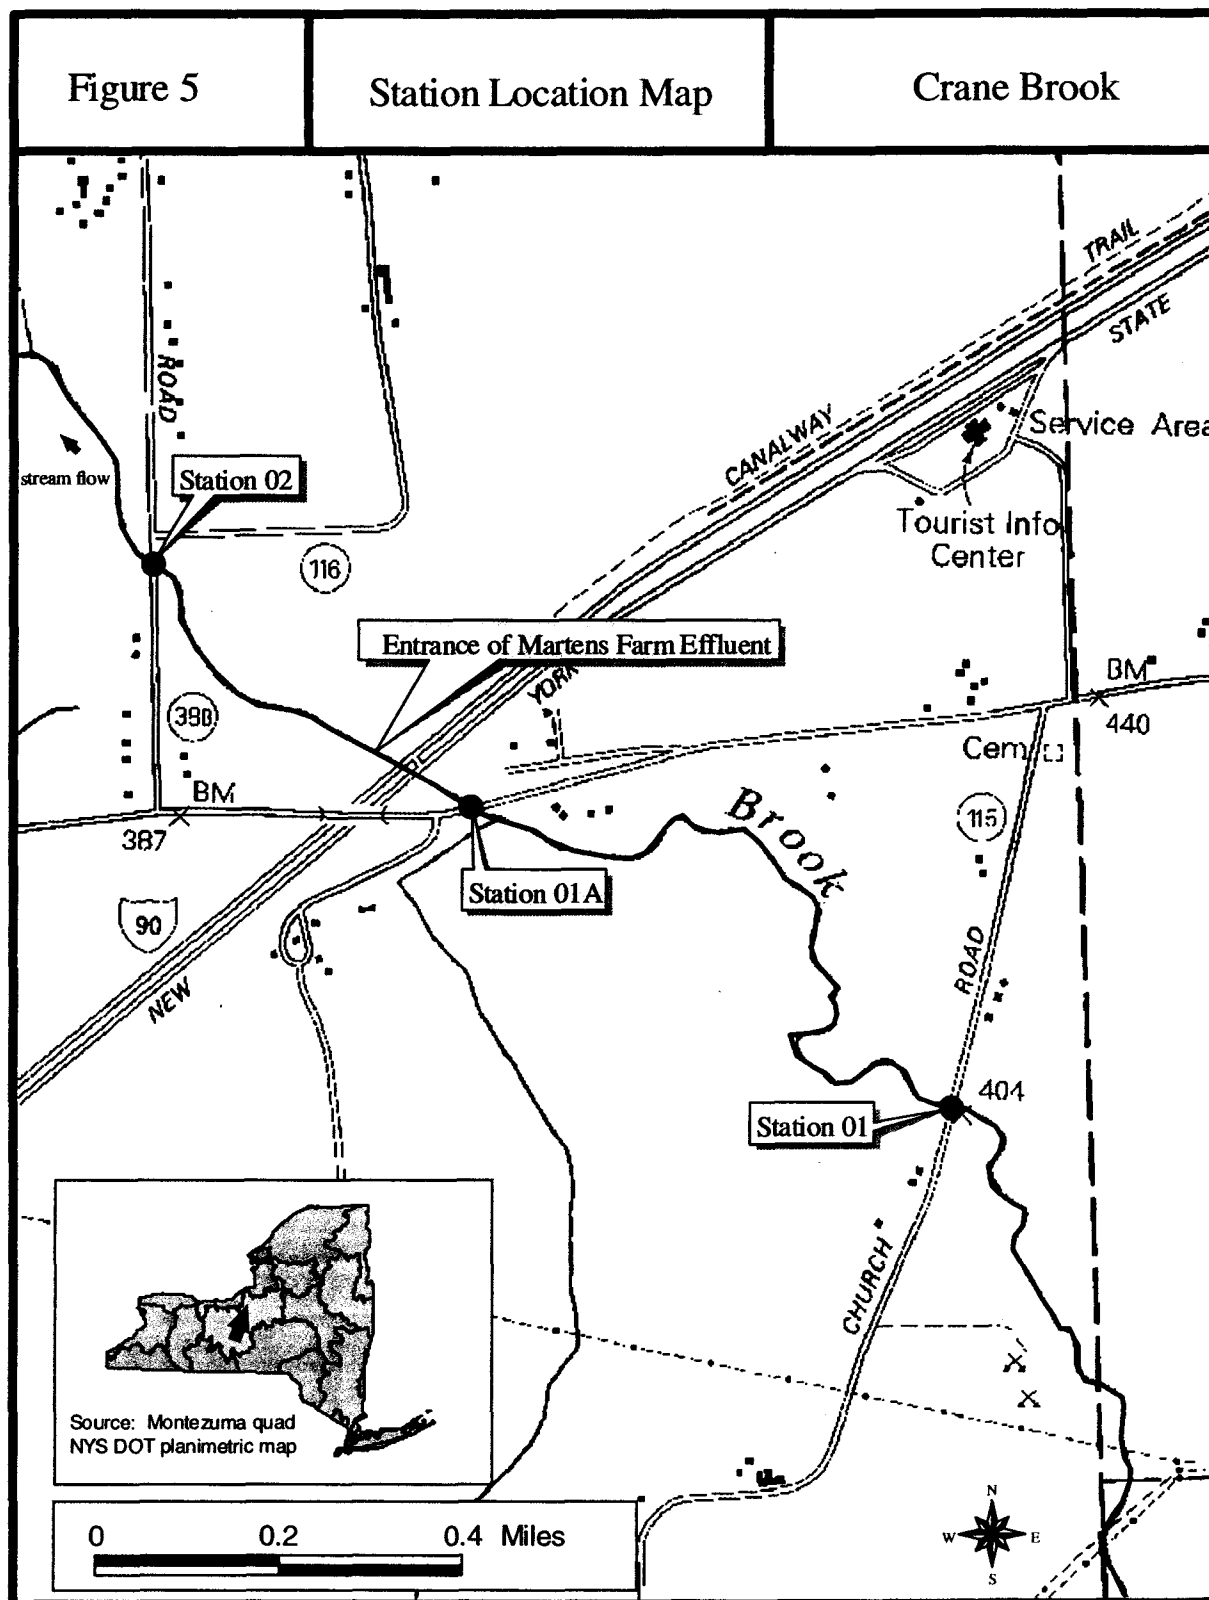 Figure 5
Station Location Map
Crane Brook
TRAIL
STATE
ROAD
CANALWAY
Service Area
stream flow
Station 02
Tourist Info
Center
116
Entrance of Martens Farm Effluent
YORK
BM
440
38B
Cem
BM
387
Brook
115
Station 01A
90
NEW
ROAD
404
Station 01
CHURCH
Source: Montezuma quad
NYS DOT planimetric map
N
W E
S
0 0.2 0.4 Miles